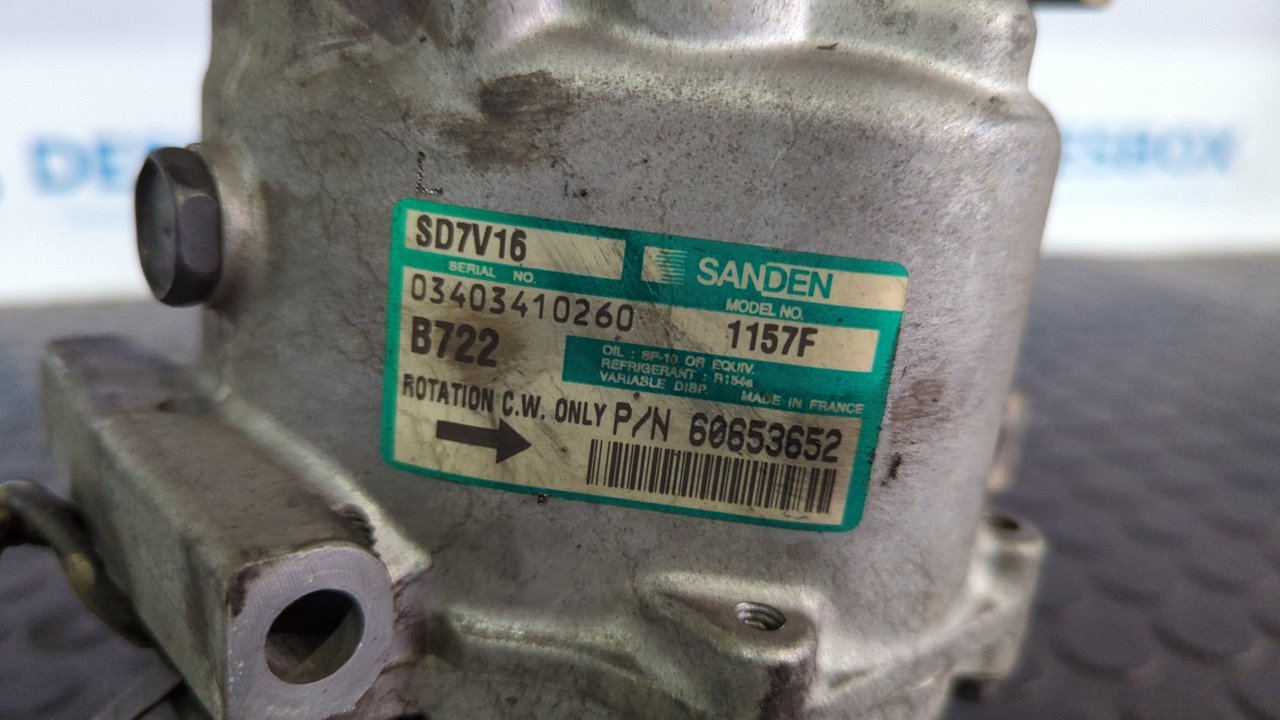 SD7V16
SANDEN
SERIAL NO.
MODEL NO.
03403410260
1157F
B722
OIL : SP-10 OR EQUIV.
REFRIGERANT : R134a
VARIABLE DISP.
MADE IN FRANCE
ROTATION C.W. ONLY
P/N 60653652